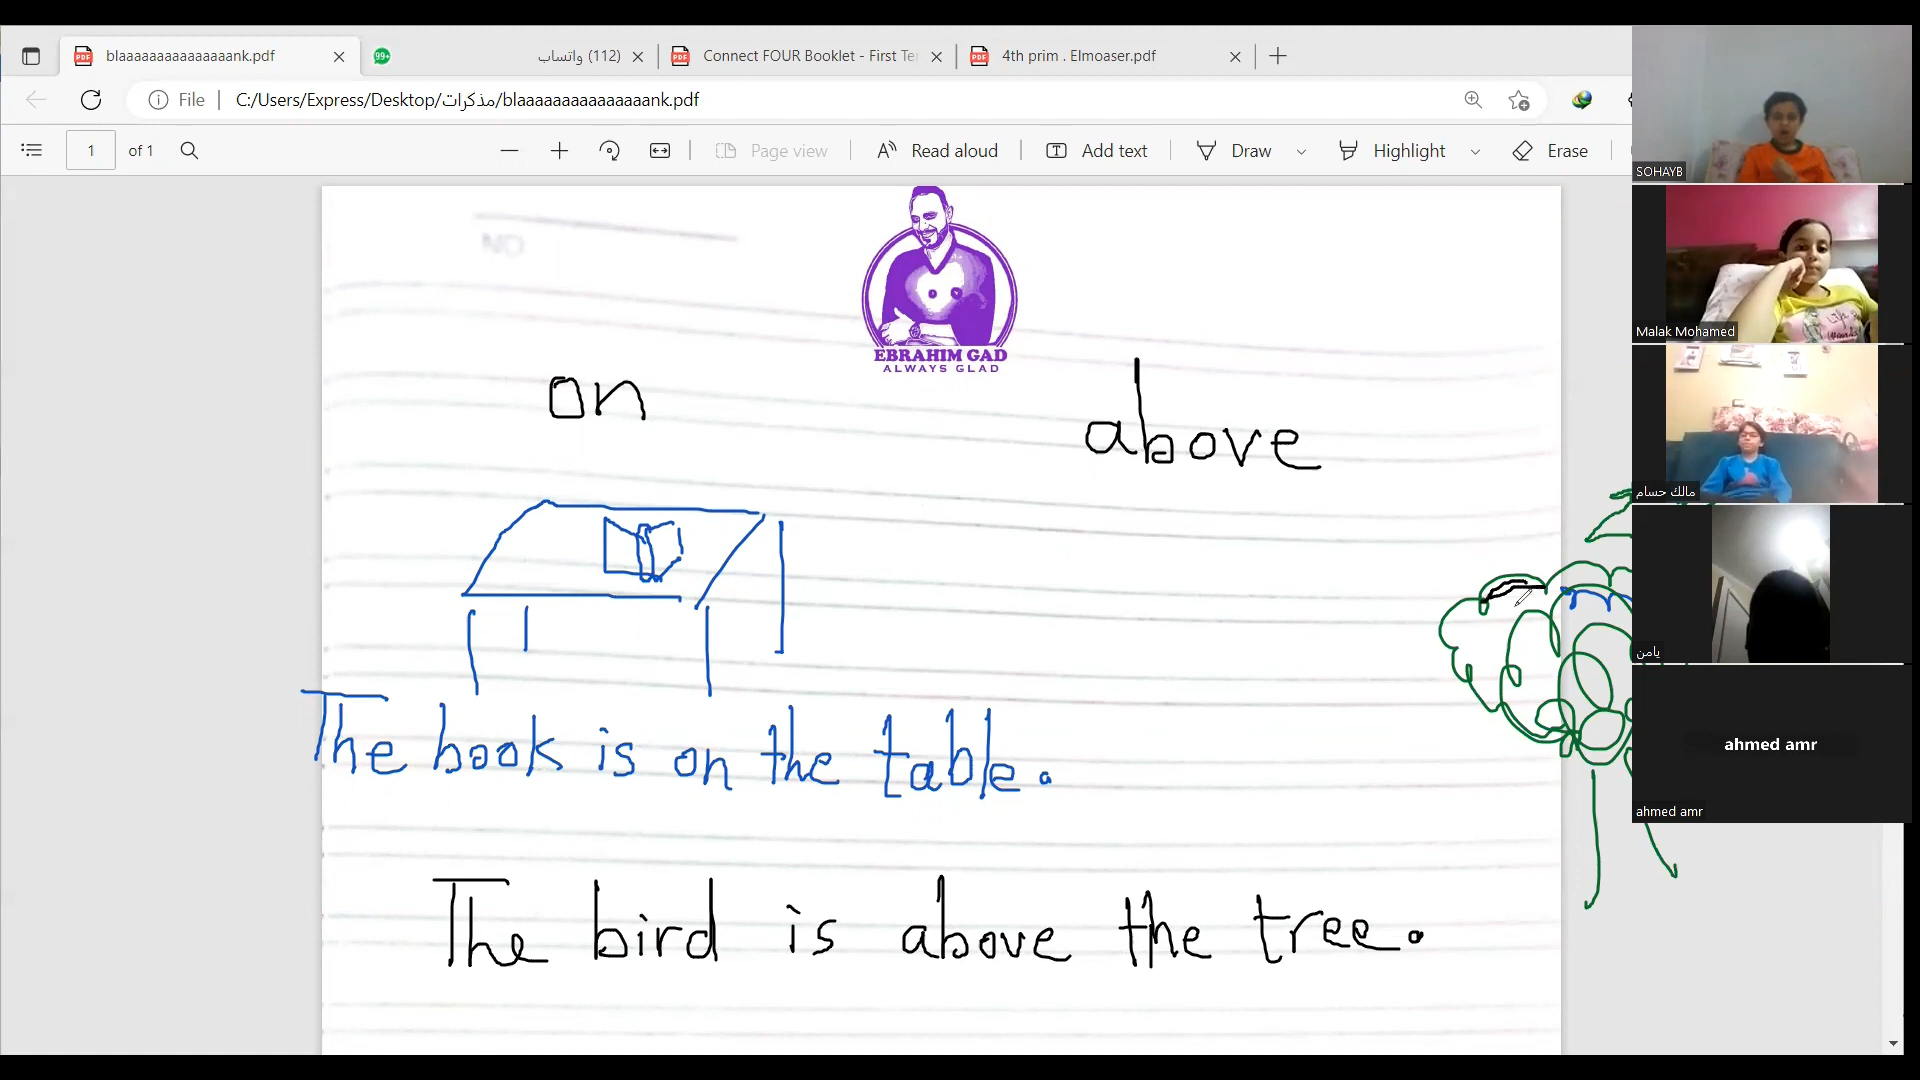 blaaaaaaaaaaaaaaank.pdf
99+
(112) واتساب
Connect FOUR Booklet - First Ter
4th prim . Elmoaser.pdf
File
C:/Users/Express/Desktop/مذكرات/blaaaaaaaaaaaaaaank.pdf
1
of 1
Page view
Read aloud
Add text
Draw
Highlight
Erase
NO
EBRAHIM GAD
ALWAYS GLAD
on
above
The book is on the table.
The bird is above the tree.
SOHAYB
Malak Mohamed
مالك حسام
يامن
ahmed amr
ahmed amr